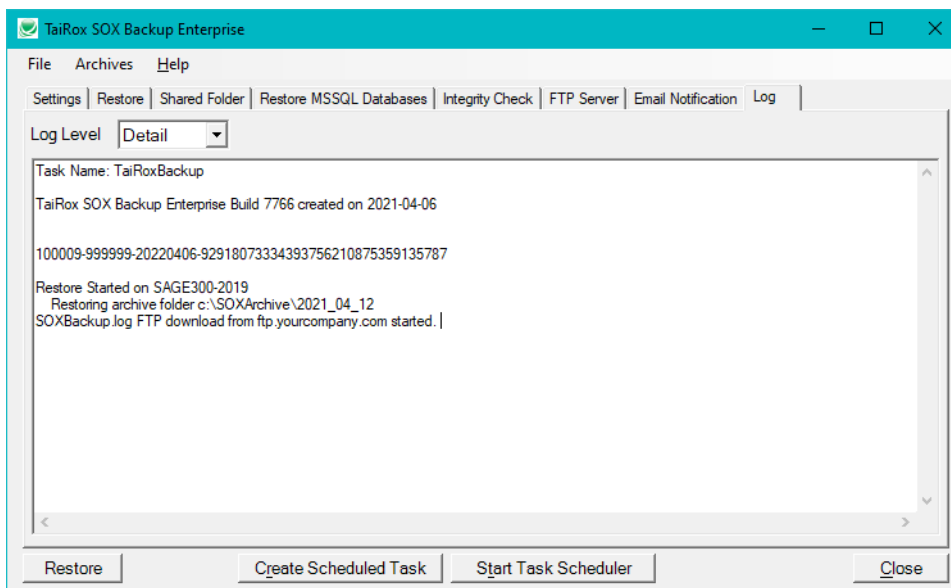 TaiRox SOX Backup Enterprise
File Archives Help
Settings Restore Shared Folder Restore MSSQL Databases Integrity Check FTP Server Email Notification Log
Log Level Detail
Task Name: TaiRoxBackup
TaiRox SOX Backup Enterprise Build 7766 created on 2021-04-06
100009-999999-20220406-92918073334393756210875359135787
Restore Started on SAGE300-2019
Restoring archive folder c:\SOXArchive\2021_04_12
SOXBackup.log FTP download from ftp.yourcompany.com started.
Restore Create Scheduled Task Start Task Scheduler Close